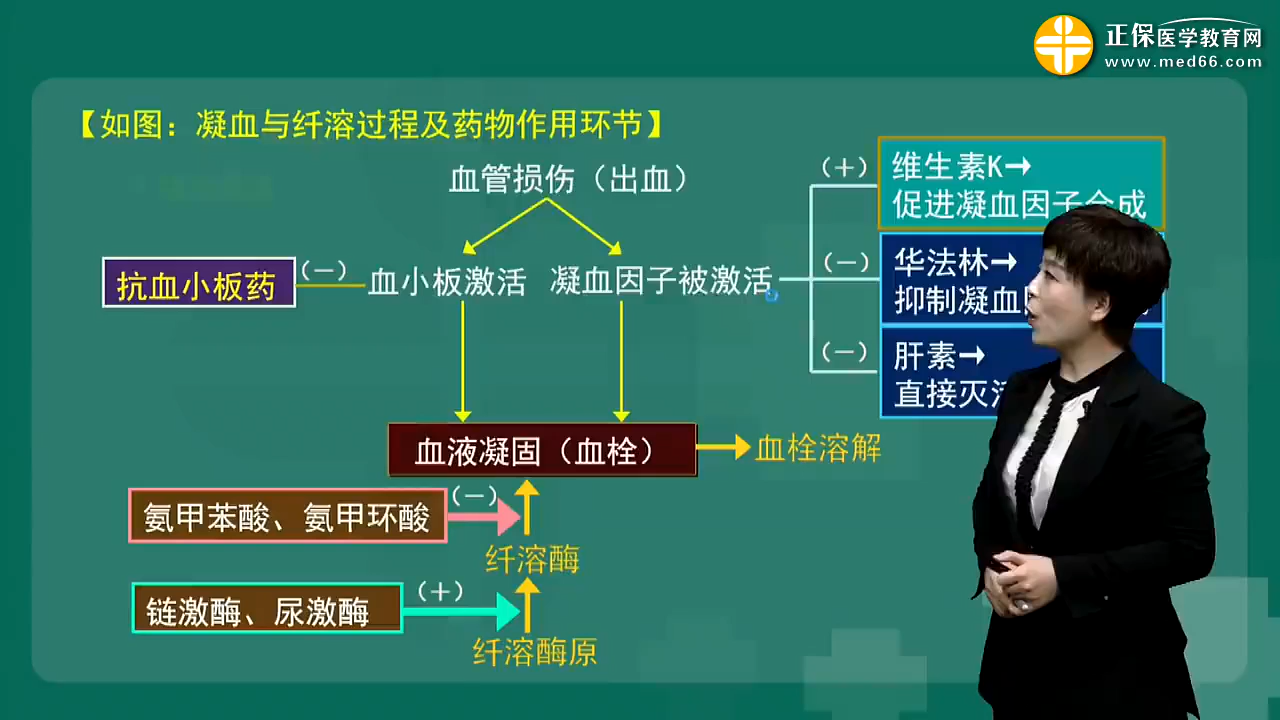 正保医学教育网
www.med66.com
【如图：凝血与纤溶过程及药物作用环节】
血管损伤（出血）
（＋）
维生素K→
促进凝血因子合成
抗血小板药
（－）
血小板激活
凝血因子被激活
（－）
华法林→
抑制凝血
（－）
肝素→
直接灭
血液凝固（血栓）
血栓溶解
氨甲苯酸、氨甲环酸
（－）
纤溶酶
链激酶、尿激酶
（＋）
纤溶酶原